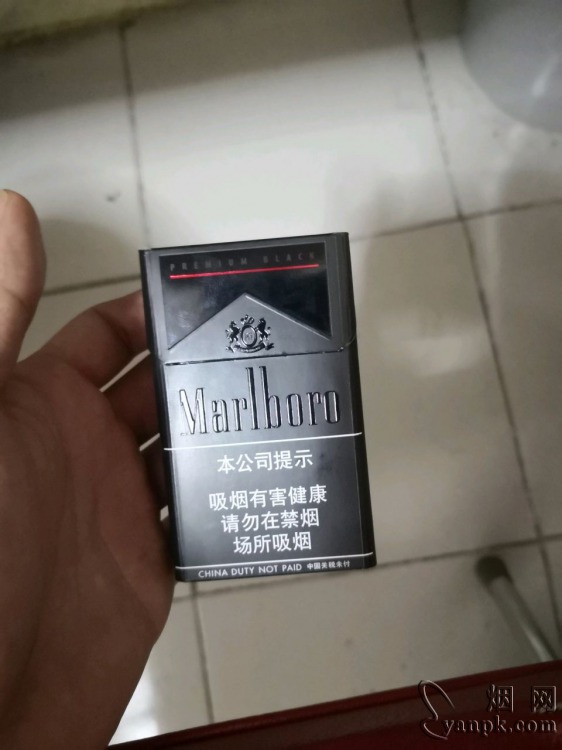 PREMIUM BLACK
Marlboro
本公司提示
吸烟有害健康
请勿在禁烟
场所吸烟
CHINA DUTY NOT PAID 中国关税未付
烟网
yanpk.com